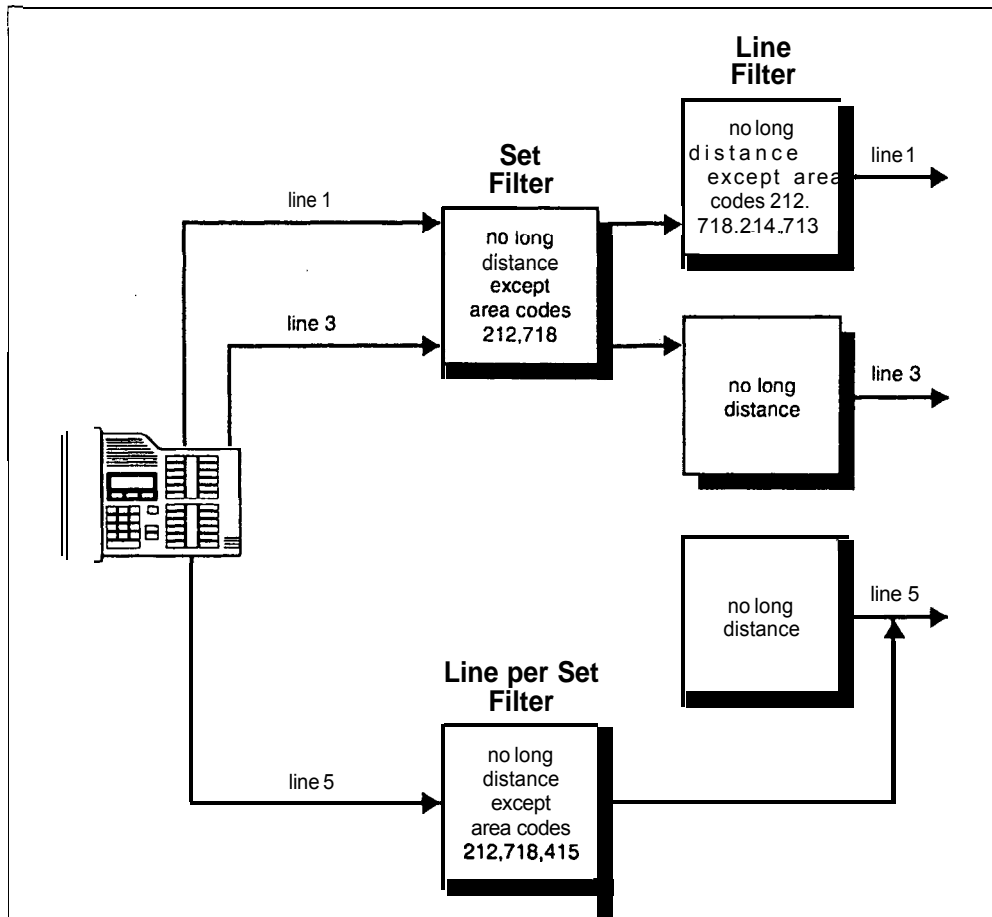 Line
Filter
no long
distance
except area
codes 212.
718.214.713
line 1
Set
Filter
line 1
no long
distance
except
area codes
212,718
line 3
no long
distance
line 3
no long
distance
line 5
Line per Set
Filter
no long
distance
except
area codes
212,718,415
line 5